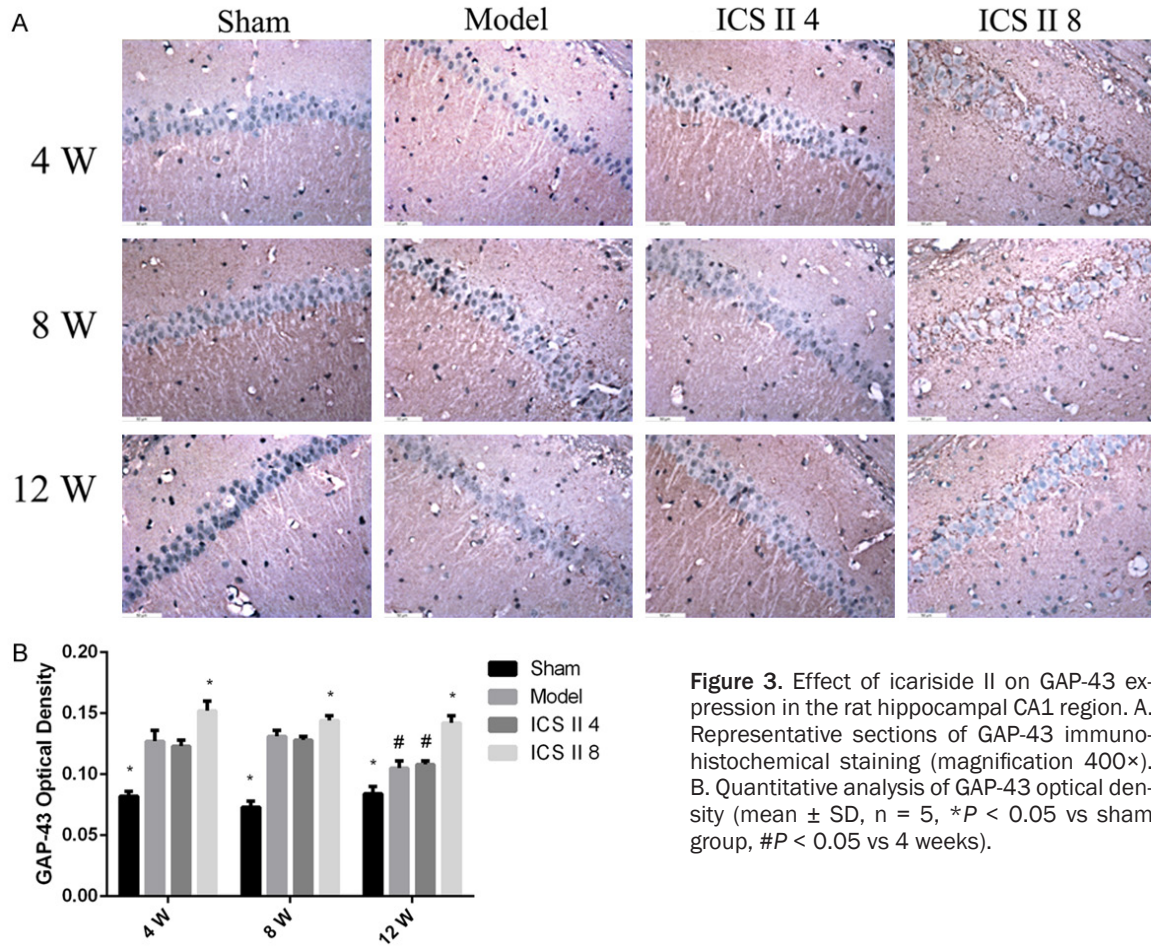 A
Sham
Model
ICS II 4
ICS II 8
4 W
8 W
12 W
B
GAP-43 Optical Density
0.20
0.15
0.10
0.05
0.00
*
*
*
*
*
#
#
*
4 W
8 W
12 W
Sham
Model
ICS II 4
ICS II 8
Figure 3. Effect of icariside II on GAP-43 ex-
pression in the rat hippocampal CA1 region. A.
Representative sections of GAP-43 immuno-
histochemical staining (magnification 400×).
B. Quantitative analysis of GAP-43 optical den-
sity (mean ± SD, n = 5, *P < 0.05 vs sham
group, #P < 0.05 vs 4 weeks).